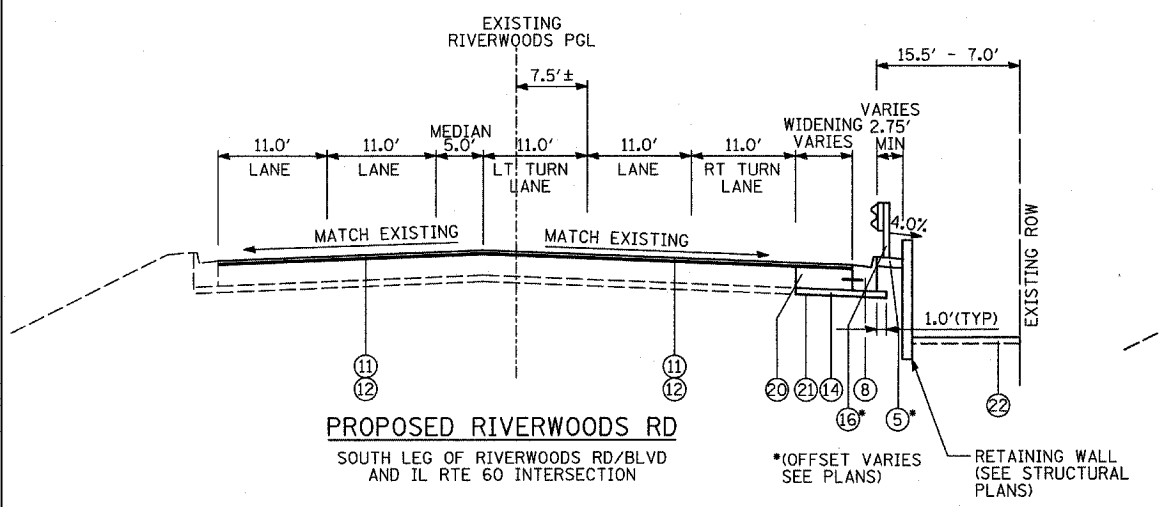 EXISTING
RIVERWOODS PGL
15.5' - 7.0'
7.5'±
VARIES
2.75'
MIN
WIDENING
VARIES
MEDIAN
5.0'
11.0'
LANE
11.0'
LANE
11.0'
LT TURN
LANE
11.0'
LANE
11.0'
RT TURN
LANE
4.0%
MATCH EXISTING
MATCH EXISTING
EXISTING ROW
1.0'(TYP)
11
12
11
12
20
21
14
8
16*
5*
22
PROPOSED RIVERWOODS RD
SOUTH LEG OF RIVERWOODS RD/BLVD
AND IL RTE 60 INTERSECTION
*(OFFSET VARIES
SEE PLANS)
RETAINING WALL
(SEE STRUCTURAL
PLANS)